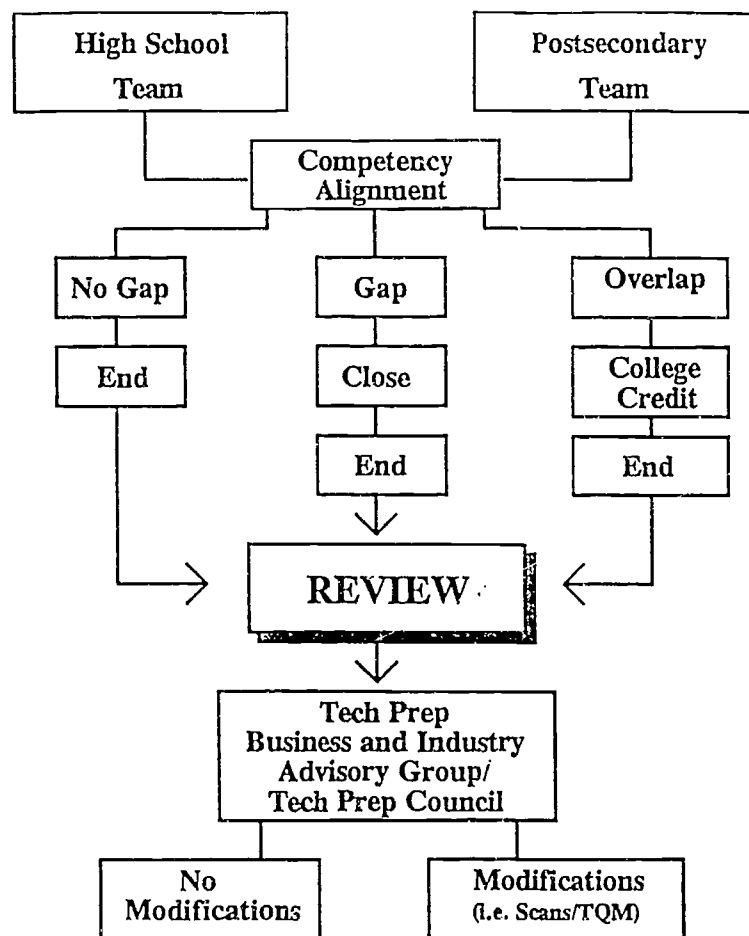 High School
Team
Postsecondary
Team
Competency
Alignment
No Gap
Gap
Overlap
End
Close
College
Credit
End
End
REVIEW
Tech Prep
Business and Industry
Advisory Group/
Tech Prep Council
No
Modifications
Modifications
(i.e. Scans/TQM)